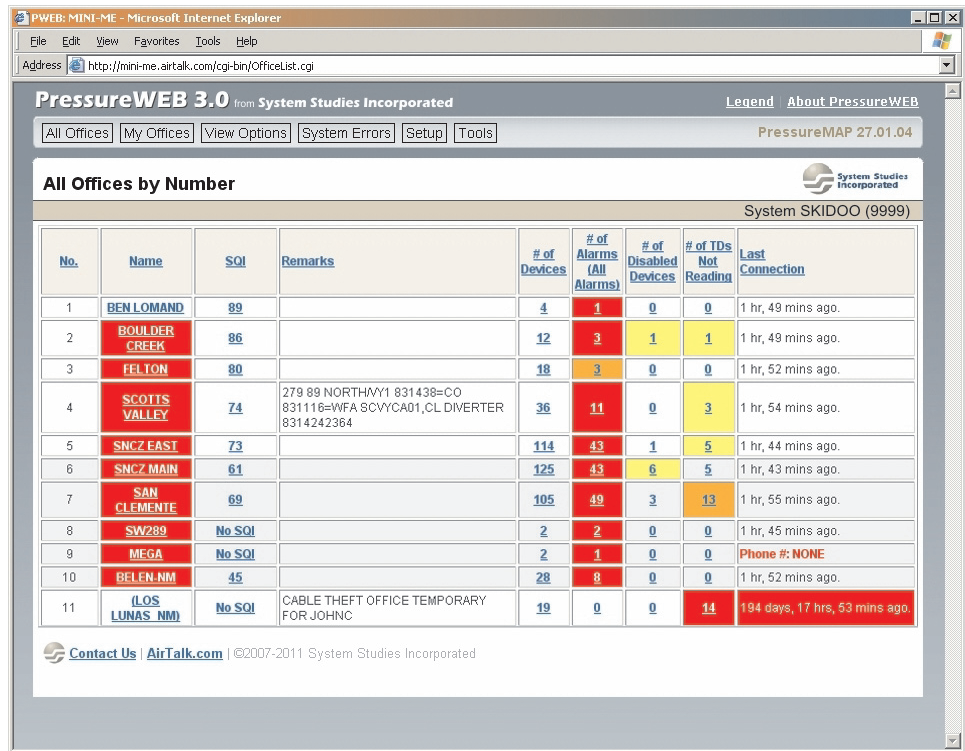 PWEB: MINI-ME - Microsoft Internet Explorer
File Edit View Favorites Tools Help
Address http://mini-me.airtalk.com/cgi-bin/OfficeList.cgi
PressureWEB 3.0 from System Studies Incorporated
Legend | About PressureWEB
All Offices My Offices View Options System Errors Setup Tools
PressureMAP 27.01.04
All Offices by Number
System Studies
Incorporated
System SKIDOO (9999)
No. Name SQI Remarks # of Devices # of Alarms (All Alarms) # of Disabled Devices # of TDs Not Reading Last Connection
1 BEN LOMAND 89 4 1 0 0 1 hr, 49 mins ago.
2 BOULDER CREEK 86 12 3 1 1 1 hr, 49 mins ago.
3 FELTON 80 18 3 0 0 1 hr, 52 mins ago.
4 SCOTTS VALLEY 74 279 89 NORTH/VY1 831438=CO 831116=WFA SCVYCA01,CL DIVERTER 8314242364 36 11 0 3 1 hr, 54 mins ago.
5 SNCZ EAST 73 114 43 1 5 1 hr, 44 mins ago.
6 SNCZ MAIN 61 125 43 6 5 1 hr, 43 mins ago.
7 SAN CLEMENTE 69 105 49 3 13 1 hr, 55 mins ago.
8 SW289 No SQI 2 2 0 0 1 hr, 45 mins ago.
9 MEGA No SQI 2 1 0 0 Phone #: NONE
10 BELEN-NM 45 28 8 0 0 1 hr, 52 mins ago.
11 (LOS LUNAS_NM) No SQI CABLE THEFT OFFICE TEMPORARY FOR JOHNC 19 0 0 14 194 days, 17 hrs, 53 mins ago.
Contact Us | AirTalk.com | ©2007-2011 System Studies Incorporated